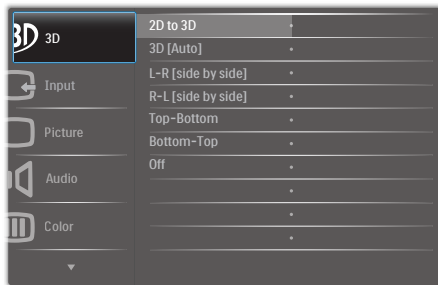 3D 3D
Input
Picture
Audio
Color
2D to 3D
3D [Auto]
L-R [side by side]
R-L [side by side]
Top-Bottom
Bottom-Top
Off